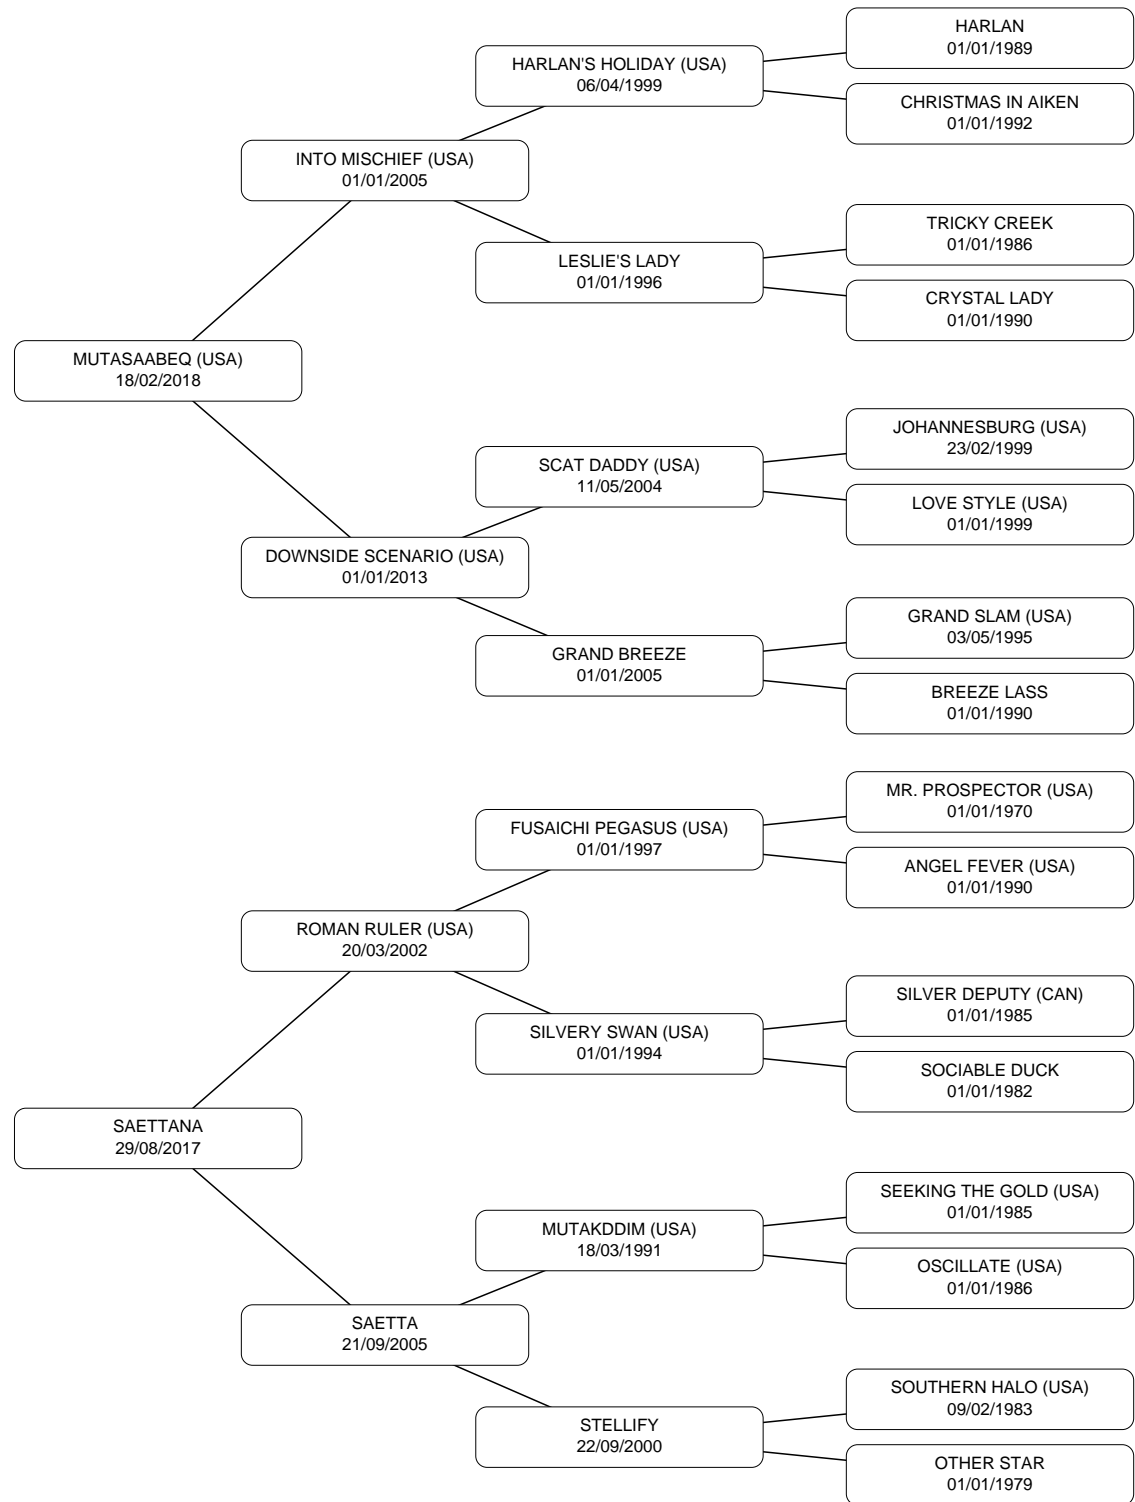 HARLAN
01/01/1989
HARLAN'S HOLIDAY (USA)
06/04/1999
CHRISTMAS IN AIKEN
01/01/1992
INTO MISCHIEF (USA)
01/01/2005
TRICKY CREEK
01/01/1986
LESLIE'S LADY
01/01/1996
CRYSTAL LADY
01/01/1990
MUTASAABEQ (USA)
18/02/2018
JOHANNESBURG (USA)
23/02/1999
SCAT DADDY (USA)
11/05/2004
LOVE STYLE (USA)
01/01/1999
DOWNSIDE SCENARIO (USA)
01/01/2013
GRAND SLAM (USA)
03/05/1995
GRAND BREEZE
01/01/2005
BREEZE LASS
01/01/1990
MR. PROSPECTOR (USA)
01/01/1970
FUSAICHI PEGASUS (USA)
01/01/1997
ANGEL FEVER (USA)
01/01/1990
ROMAN RULER (USA)
20/03/2002
SILVER DEPUTY (CAN)
01/01/1985
SILVERY SWAN (USA)
01/01/1994
SOCIABLE DUCK
01/01/1982
SAETTANA
29/08/2017
SEEKING THE GOLD (USA)
01/01/1985
MUTAKDDIM (USA)
18/03/1991
OSCILLATE (USA)
01/01/1986
SAETTA
21/09/2005
SOUTHERN HALO (USA)
09/02/1983
STELLIFY
22/09/2000
OTHER STAR
01/01/1979